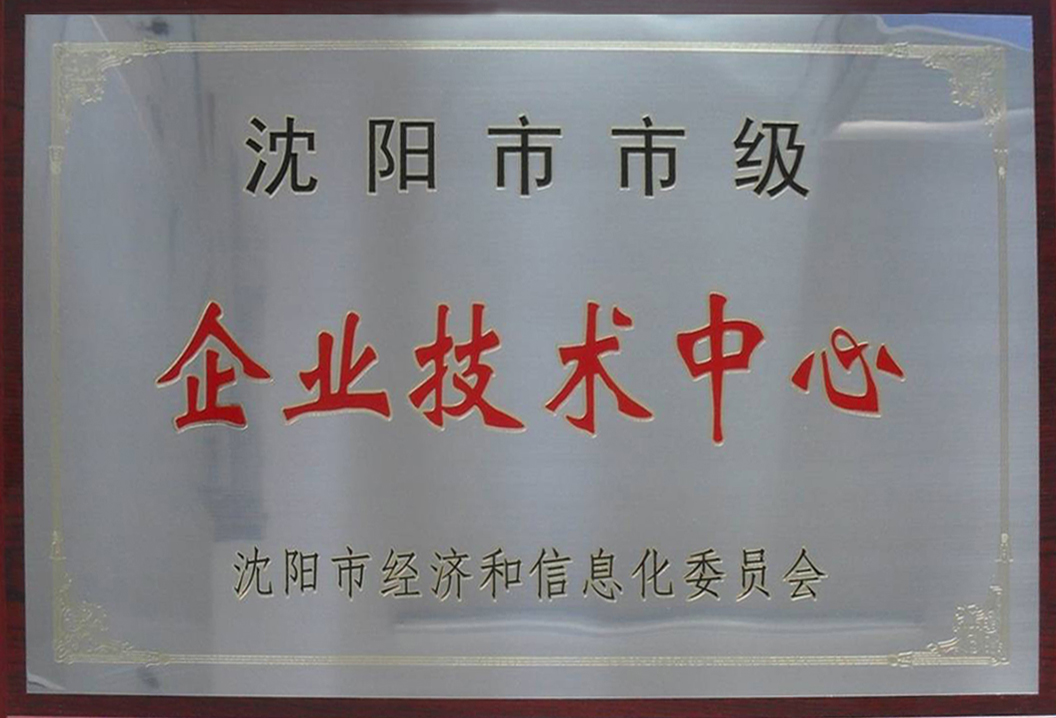 沈阳市市级
企业技术中心
沈阳市经济和信息化委员会